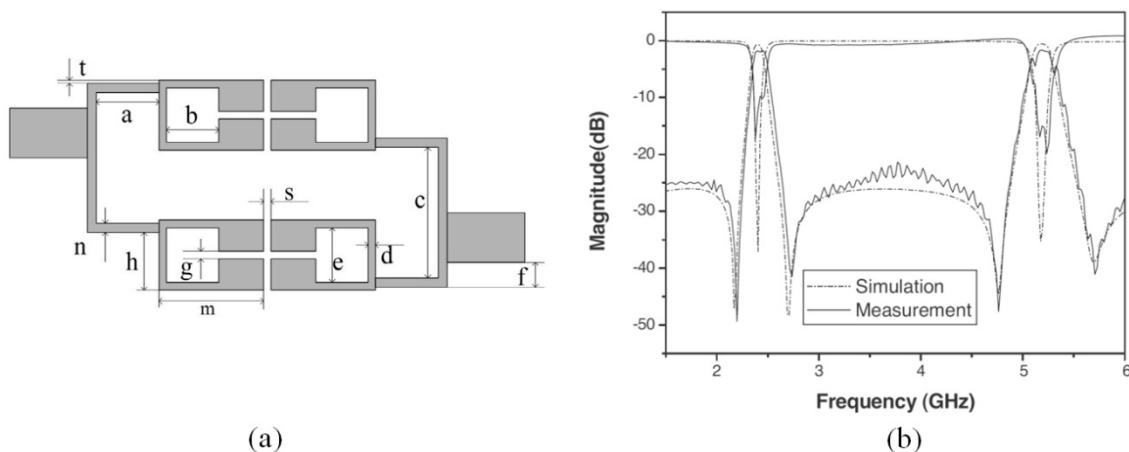 t
a
b
n
h
g
m
s
e
d
c
f
(a)
0
-10
-20
-30
-40
-50
Magnitude(dB)
Simulation
Measurement
2
3
4
5
6
Frequency (GHz)
(b)